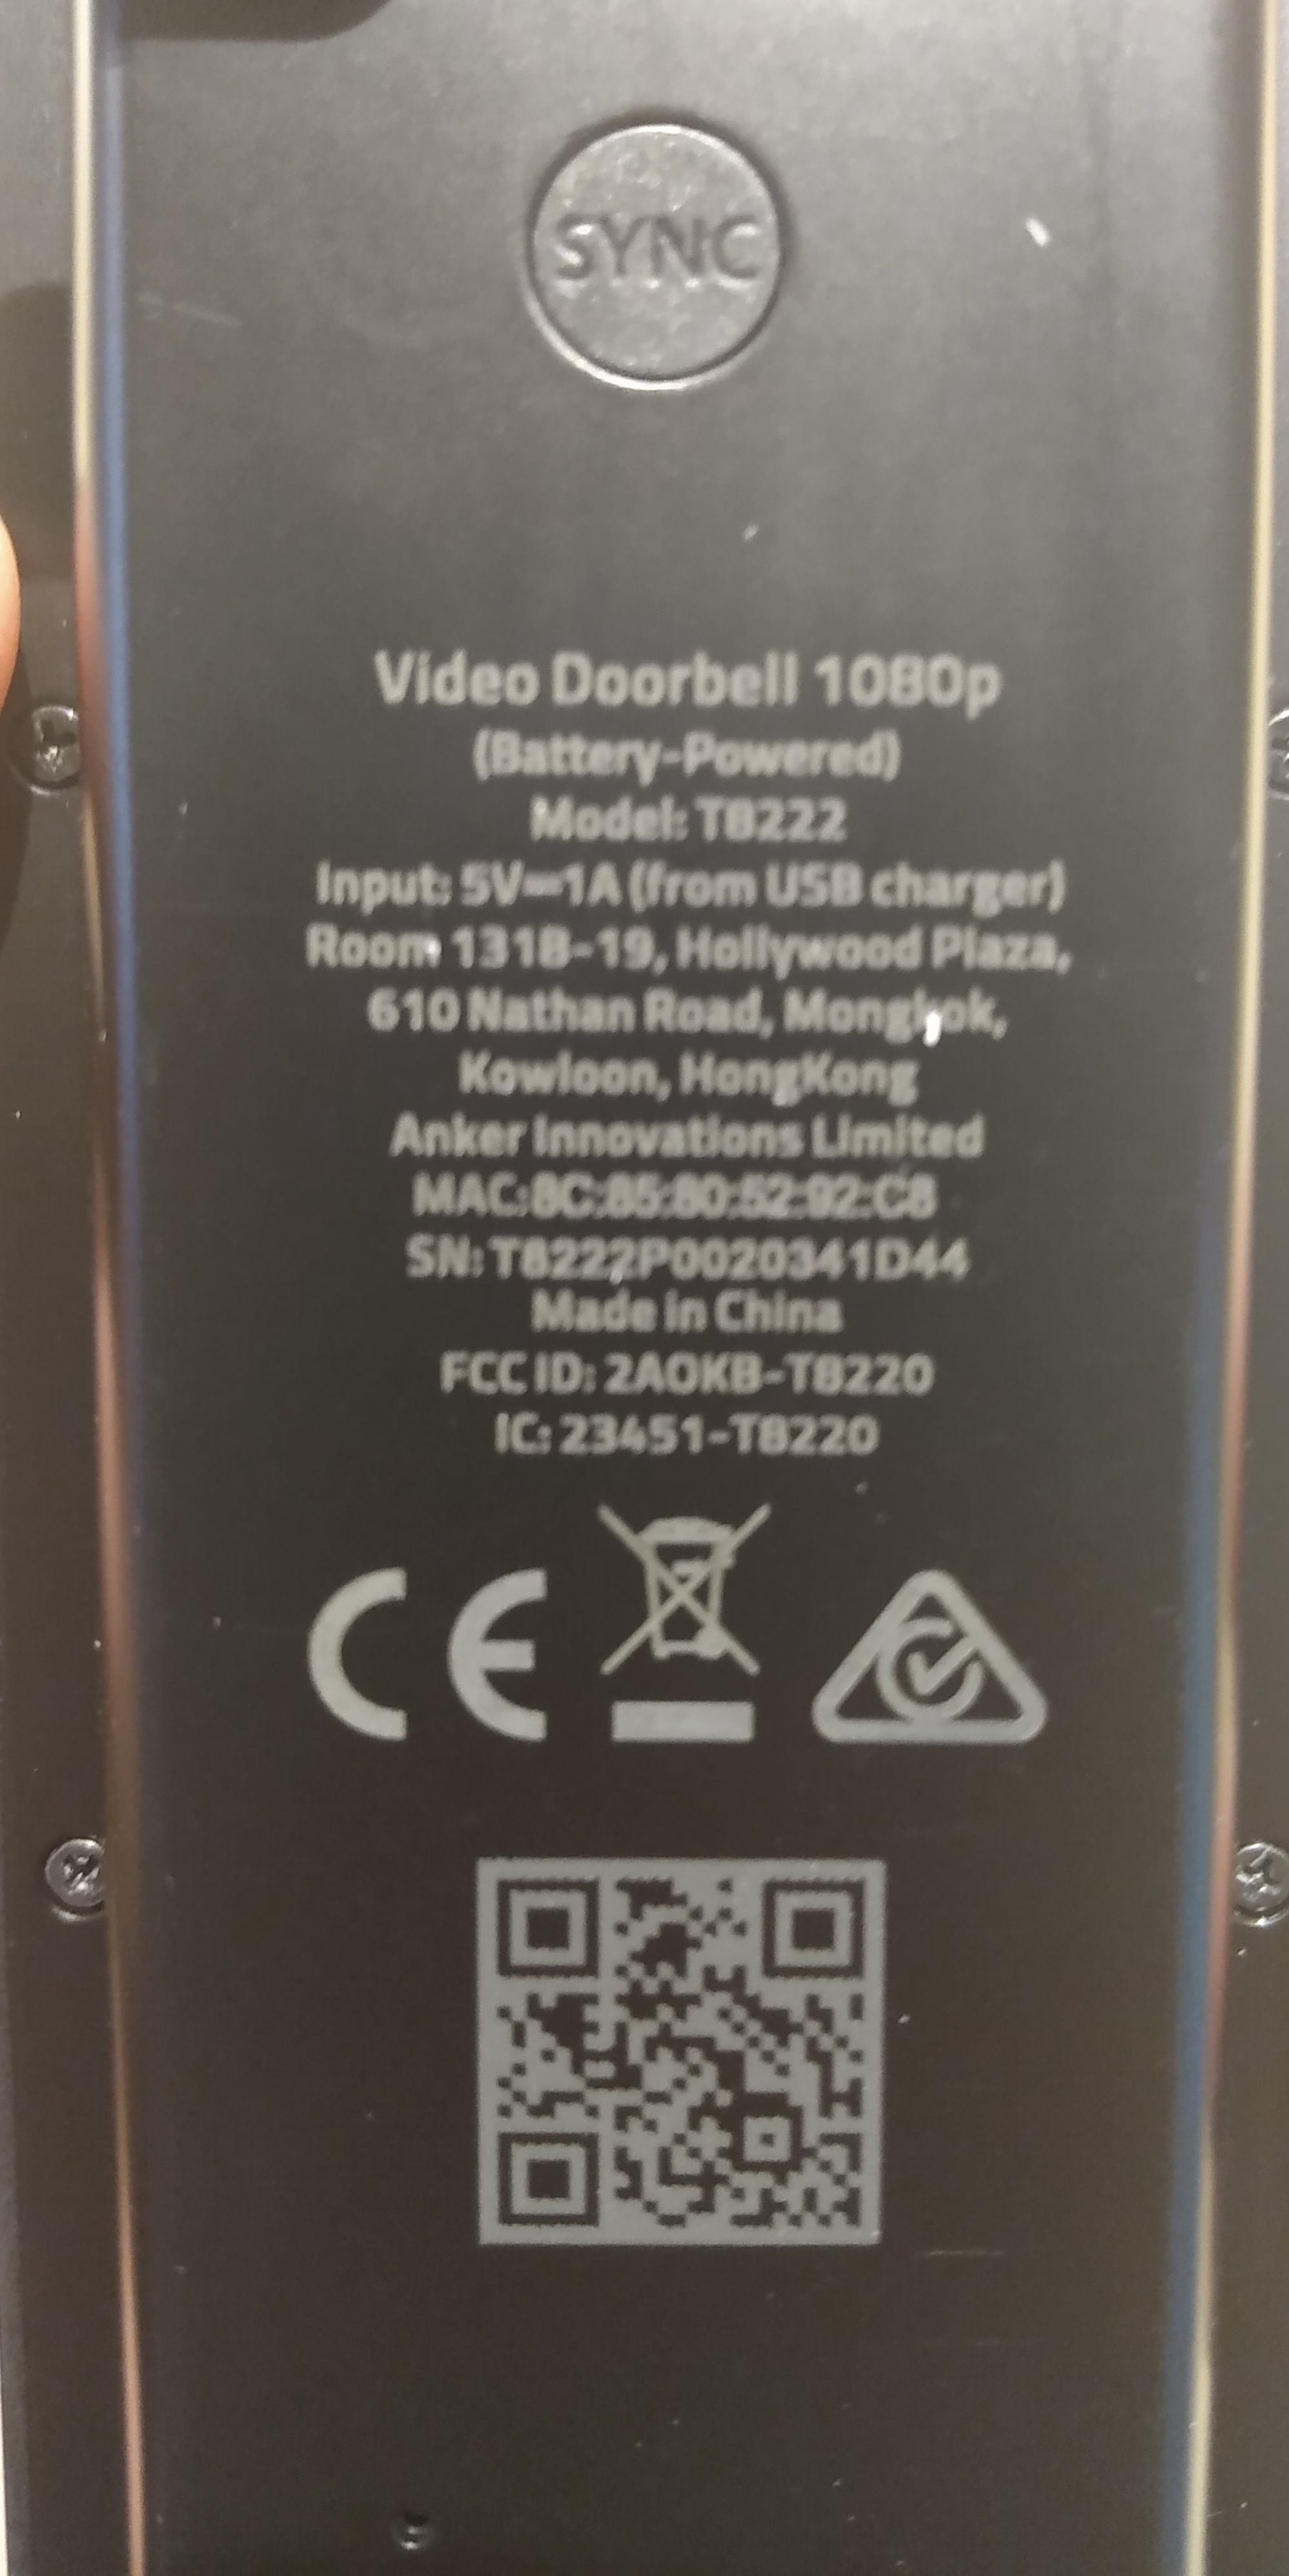 SYNC
Video Doorbell 1080p
(Battery-Powered)
Model: T8222
Input: 5V⎓1A (from USB charger)
Room 1318-19, Hollywood Plaza,
610 Nathan Road, Mongkok,
Kowloon, HongKong
Anker Innovations Limited
MAC:8C:85:80:52:92:C8
SN: T8222P0020341D44
Made in China
FCC ID: 2AOKB-T8220
IC: 23451-T8220
CE